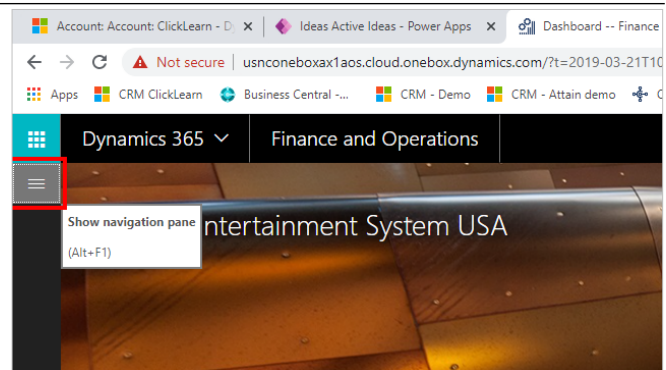 Account: Account: ClickLearn - D
Ideas Active Ideas - Power Apps
Dashboard -- Finance
Not secure | usnconeboxax1aos.cloud.onebox.dynamics.com/?t=2019-03-21T10
Apps
CRM ClickLearn
Business Central -...
CRM - Demo
CRM - Attain demo
Dynamics 365
Finance and Operations
Show navigation pane
(Alt+F1)
ntertainment System USA